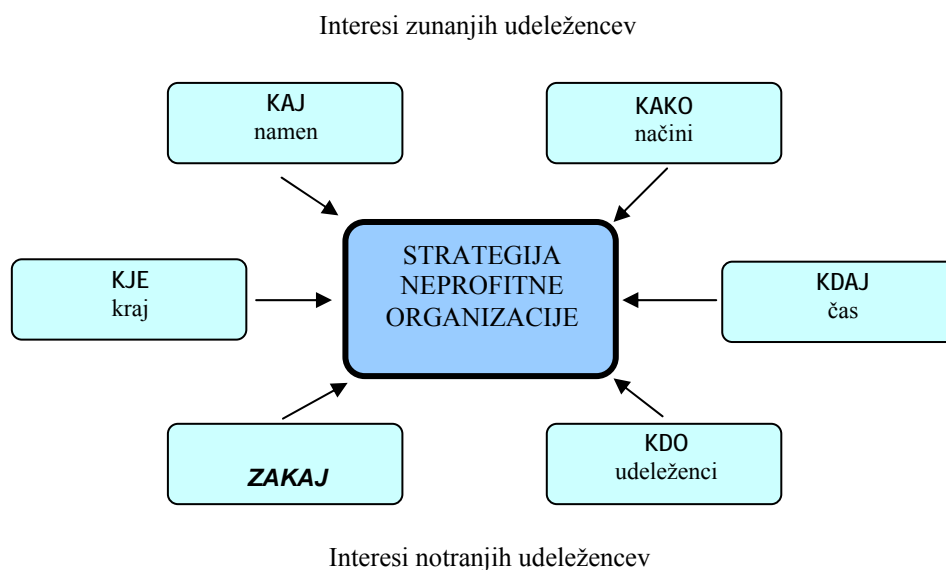 Interesi zunanjih udeležencev
KAJ
namen
KAKO
načini
STRATEGIJA
NEPROFITNE
ORGANIZACIJE
KJE
kraj
KDAJ
čas
ZAKAJ
KDO
udeleženci
Interesi notranjih udeležencev